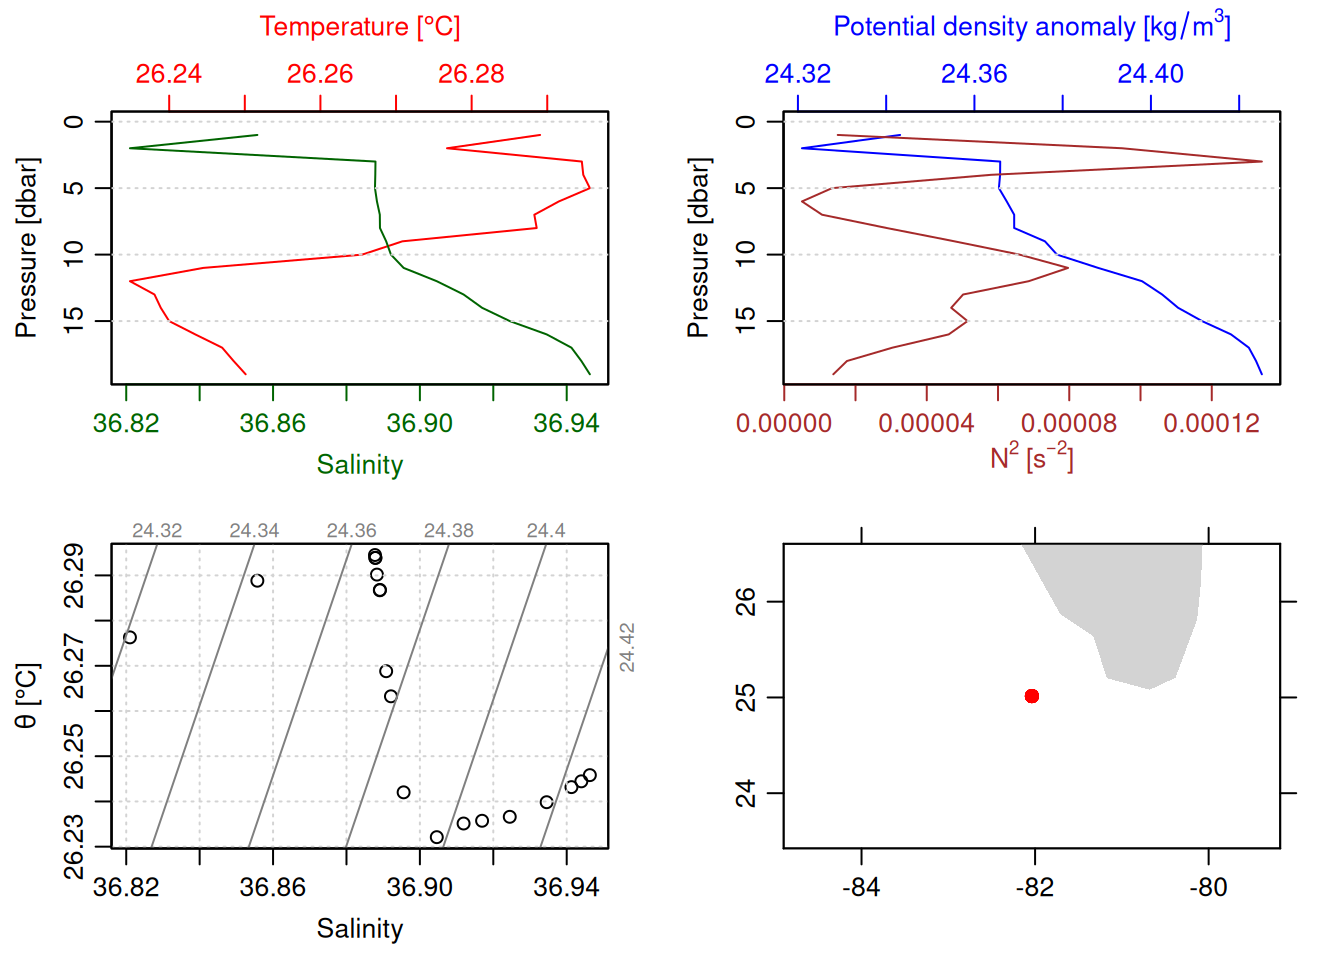 Temperature [°C]
26.24 26.26 26.28
Pressure [dbar]
0 5 10 15
36.82 36.86 36.90 36.94
Salinity
Potential density anomaly [kg/m³]
24.32 24.36 24.40
Pressure [dbar]
0 5 10 15
0.00000 0.00004 0.00008 0.00012
N² [s⁻²]
24.32 24.34 24.36 24.38 24.4
24.42
θ [°C]
26.29 26.27 26.25 26.23
36.82 36.86 36.90 36.94
Salinity
26 25 24
-84 -82 -80